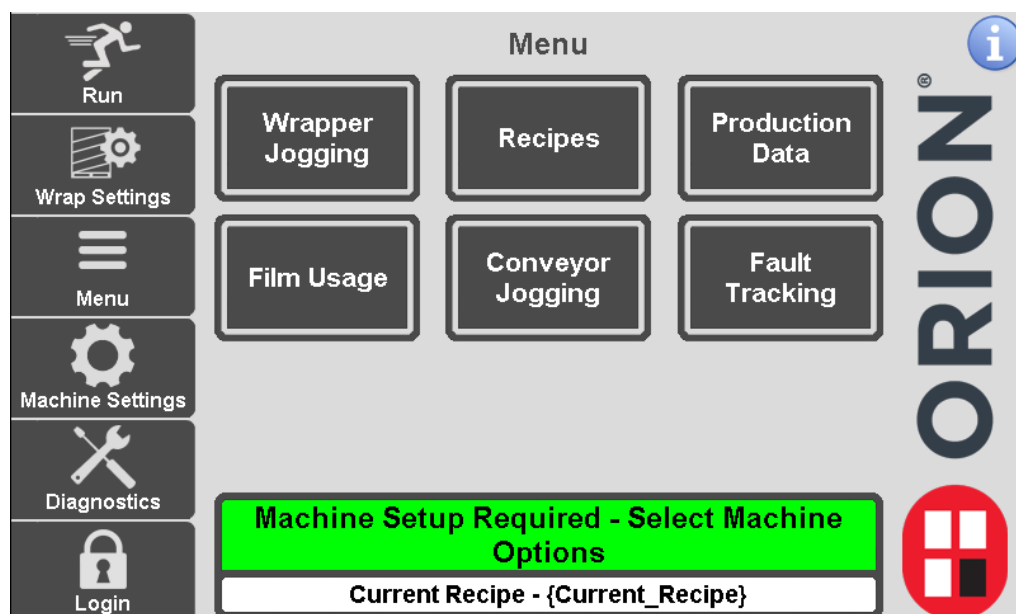 Menu
Run
Wrap Settings
Menu
Machine Settings
Diagnostics
Login
Wrapper
Jogging
Recipes
Production
Data
Film Usage
Conveyor
Jogging
Fault
Tracking
Machine Setup Required - Select Machine
Options
Current Recipe - {Current_Recipe}
i
ORION®